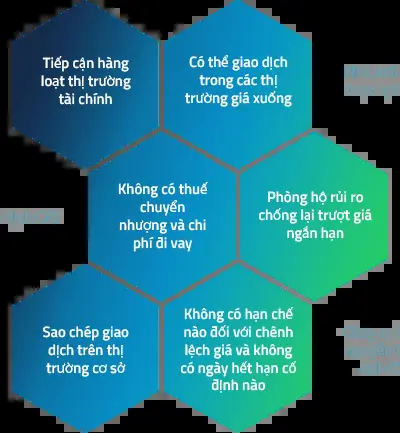 Tiếp cận hàng
loạt thị trường
tài chính
Có thể giao dịch
trong các thị
trường giá xuống
Không có thuế
chuyển
nhượng và chi
phí đi vay
Phòng hộ rủi ro
chống lại trượt giá
ngắn hạn
Sao chép giao
dịch trên thị
trường cơ sở
Không có hạn chế
nào đối với chênh
lệch giá và không
có ngày hết hạn cố
định nào